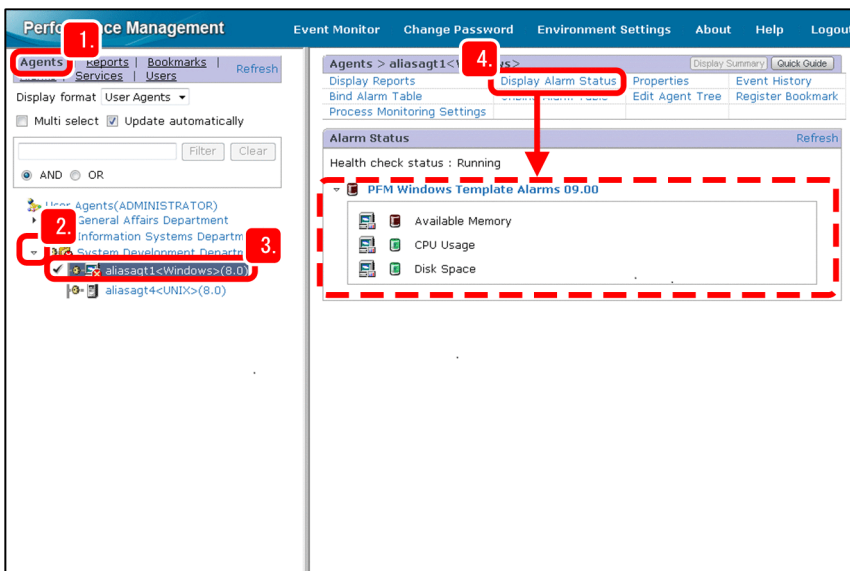 Performance Management
Event Monitor Change Password Environment Settings About Help Logout
1.
Agents Reports | Bookmarks |
Services | Users
Refresh
Display format User Agents
Multi select Update automatically
Filter Clear
AND OR
User Agents(ADMINISTRATOR)
General Affairs Department
2.
Information Systems Departm
3.
System Development Departm
aliasagt1<Windows>(8.0)
aliasagt4<UNIX>(8.0)
4.
Agents > aliasagt1<Windows>
Display Summary Quick Guide
Display Reports Display Alarm Status Properties Event History
Bind Alarm Table Unbind Alarm Table Edit Agent Tree Register Bookmark
Process Monitoring Settings
Alarm Status Refresh
Health check status : Running
PFM Windows Template Alarms 09.00
Available Memory
CPU Usage
Disk Space